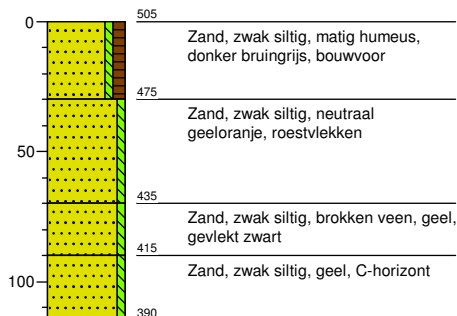 0
505
Zand, zwak siltig, matig humeus,
donker bruingrijs, bouwvoor
475
Zand, zwak siltig, neutraal
geeloranje, roestvlekken
50
435
Zand, zwak siltig, brokken veen, geel,
gevlekt zwart
415
Zand, zwak siltig, geel, C-horizont
100
390